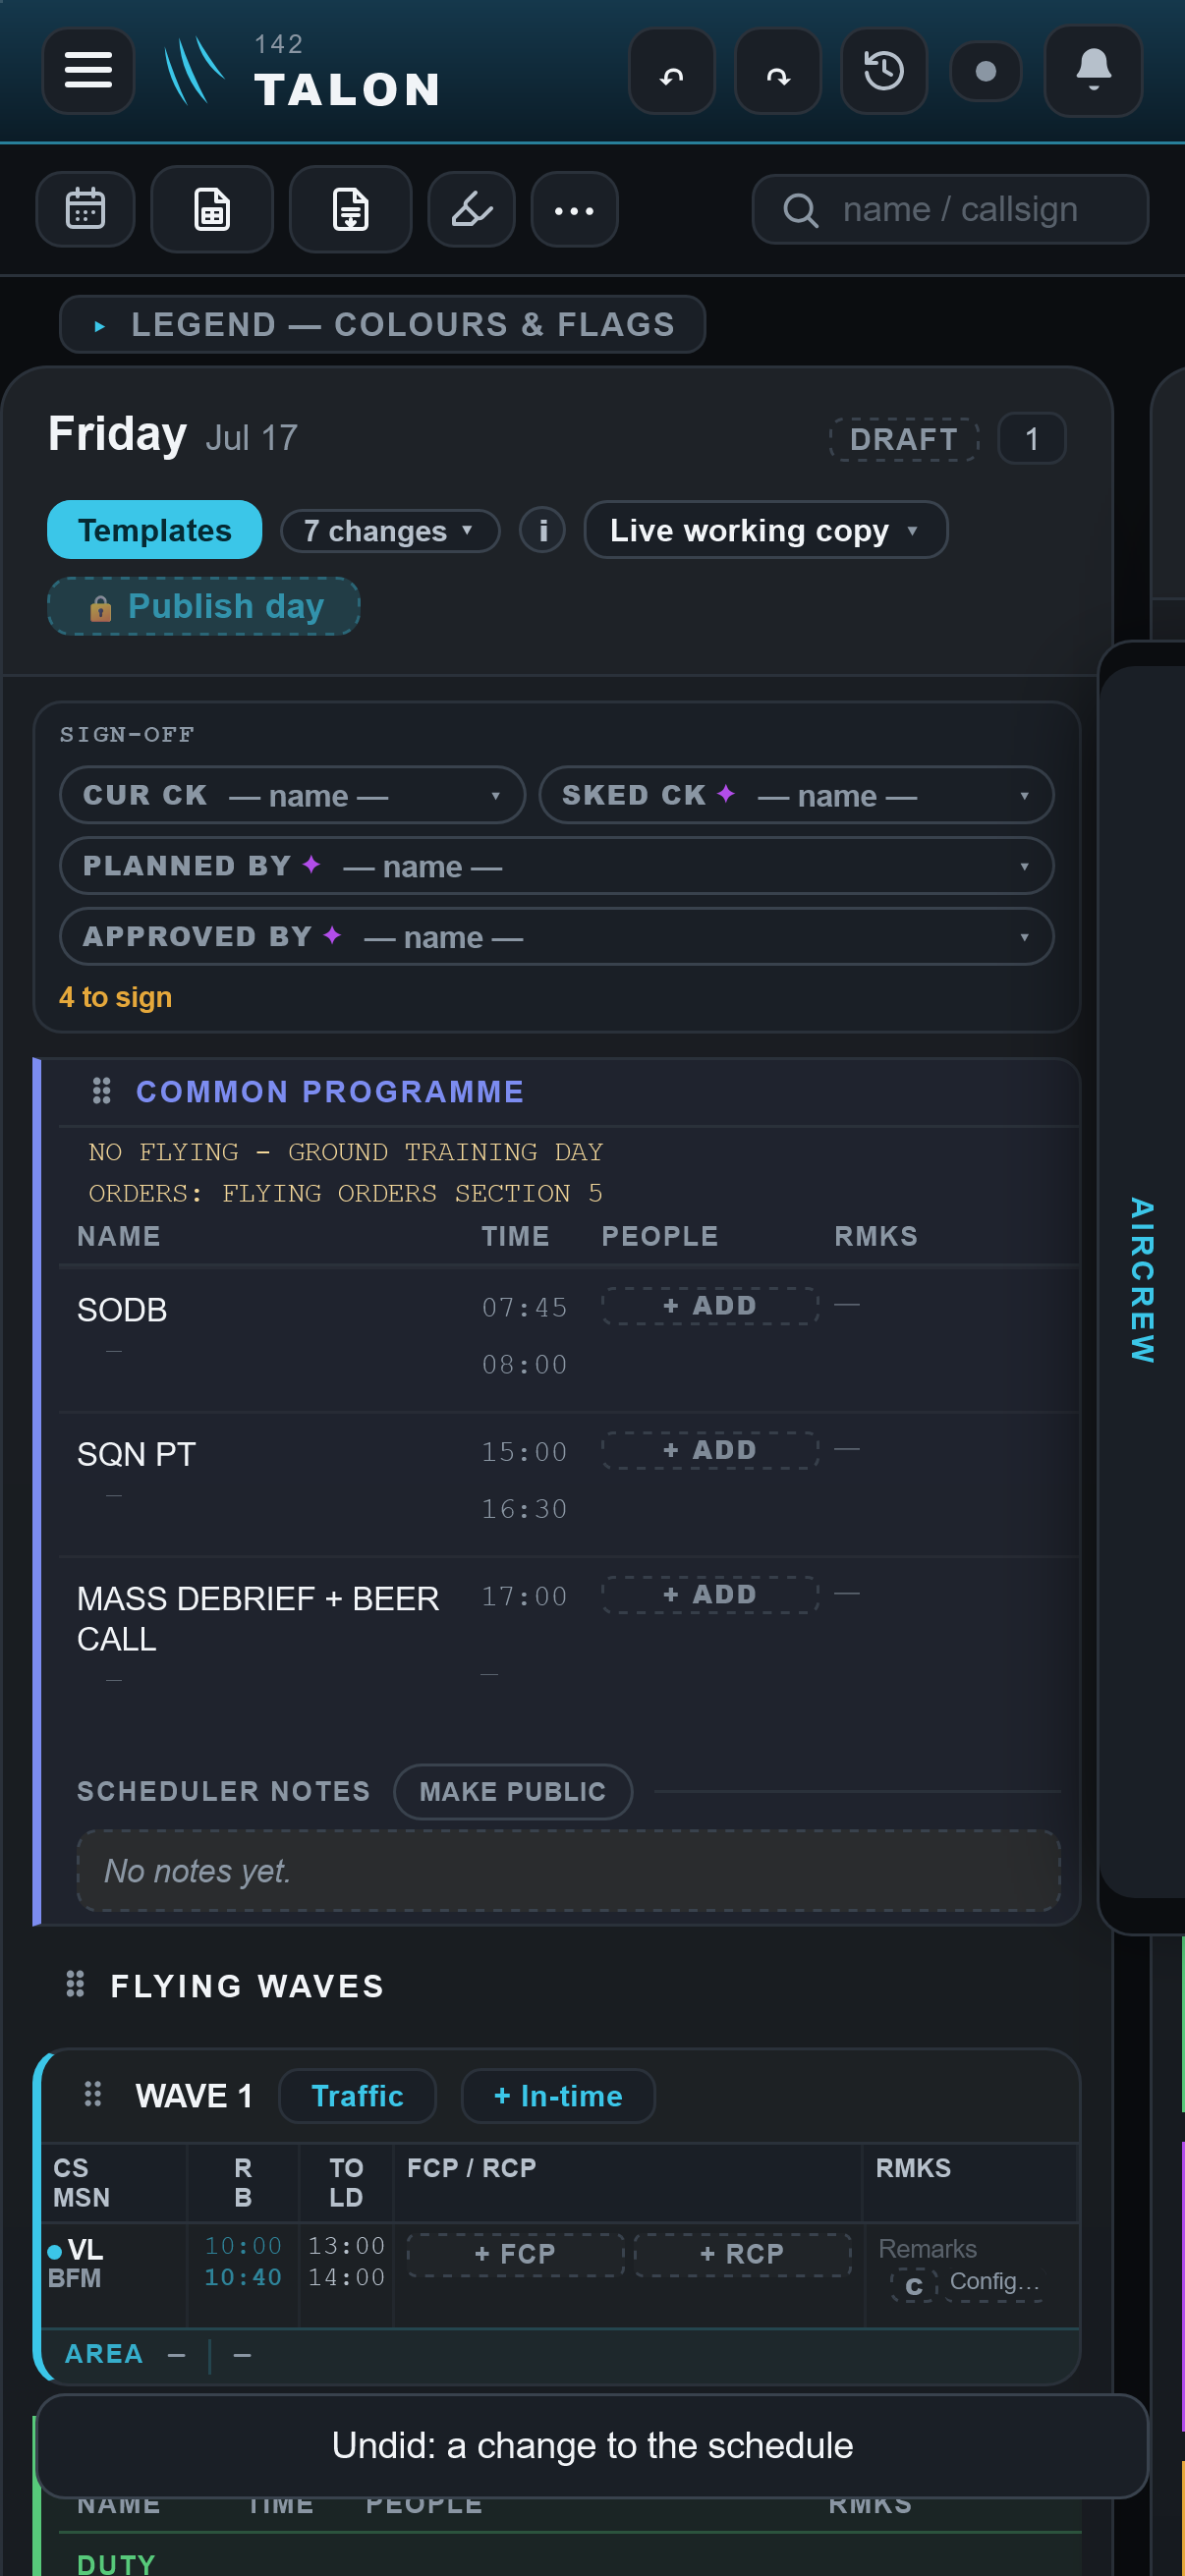 142
TALON
name / callsign
LEGEND — COLOURS & FLAGS
Friday Jul 17 DRAFT 1
Templates 7 changes ▾ i Live working copy ▾
Publish day
SIGN-OFF
CUR CK — name — ▾ SKED CK ✦ — name — ▾
PLANNED BY ✦ — name — ▾
APPROVED BY ✦ — name — ▾
4 to sign
COMMON PROGRAMME
NO FLYING - GROUND TRAINING DAY
ORDERS: FLYING ORDERS SECTION 5
NAME TIME PEOPLE RMKS
SODB 07:45 + ADD —
— 08:00
SQN PT 15:00 + ADD —
— 16:30
MASS DEBRIEF + BEER 17:00 + ADD —
CALL
— —
SCHEDULER NOTES MAKE PUBLIC
No notes yet.
AIRCREW
FLYING WAVES
WAVE 1 Traffic + In-time
CS R TO FCP / RCP RMKS
MSN B LD
VL 10:00 13:00 + FCP + RCP Remarks
BFM 10:40 14:00 C Config…
AREA — —
Undid: a change to the schedule
NAME TIME PEOPLE RMKS
DUTY